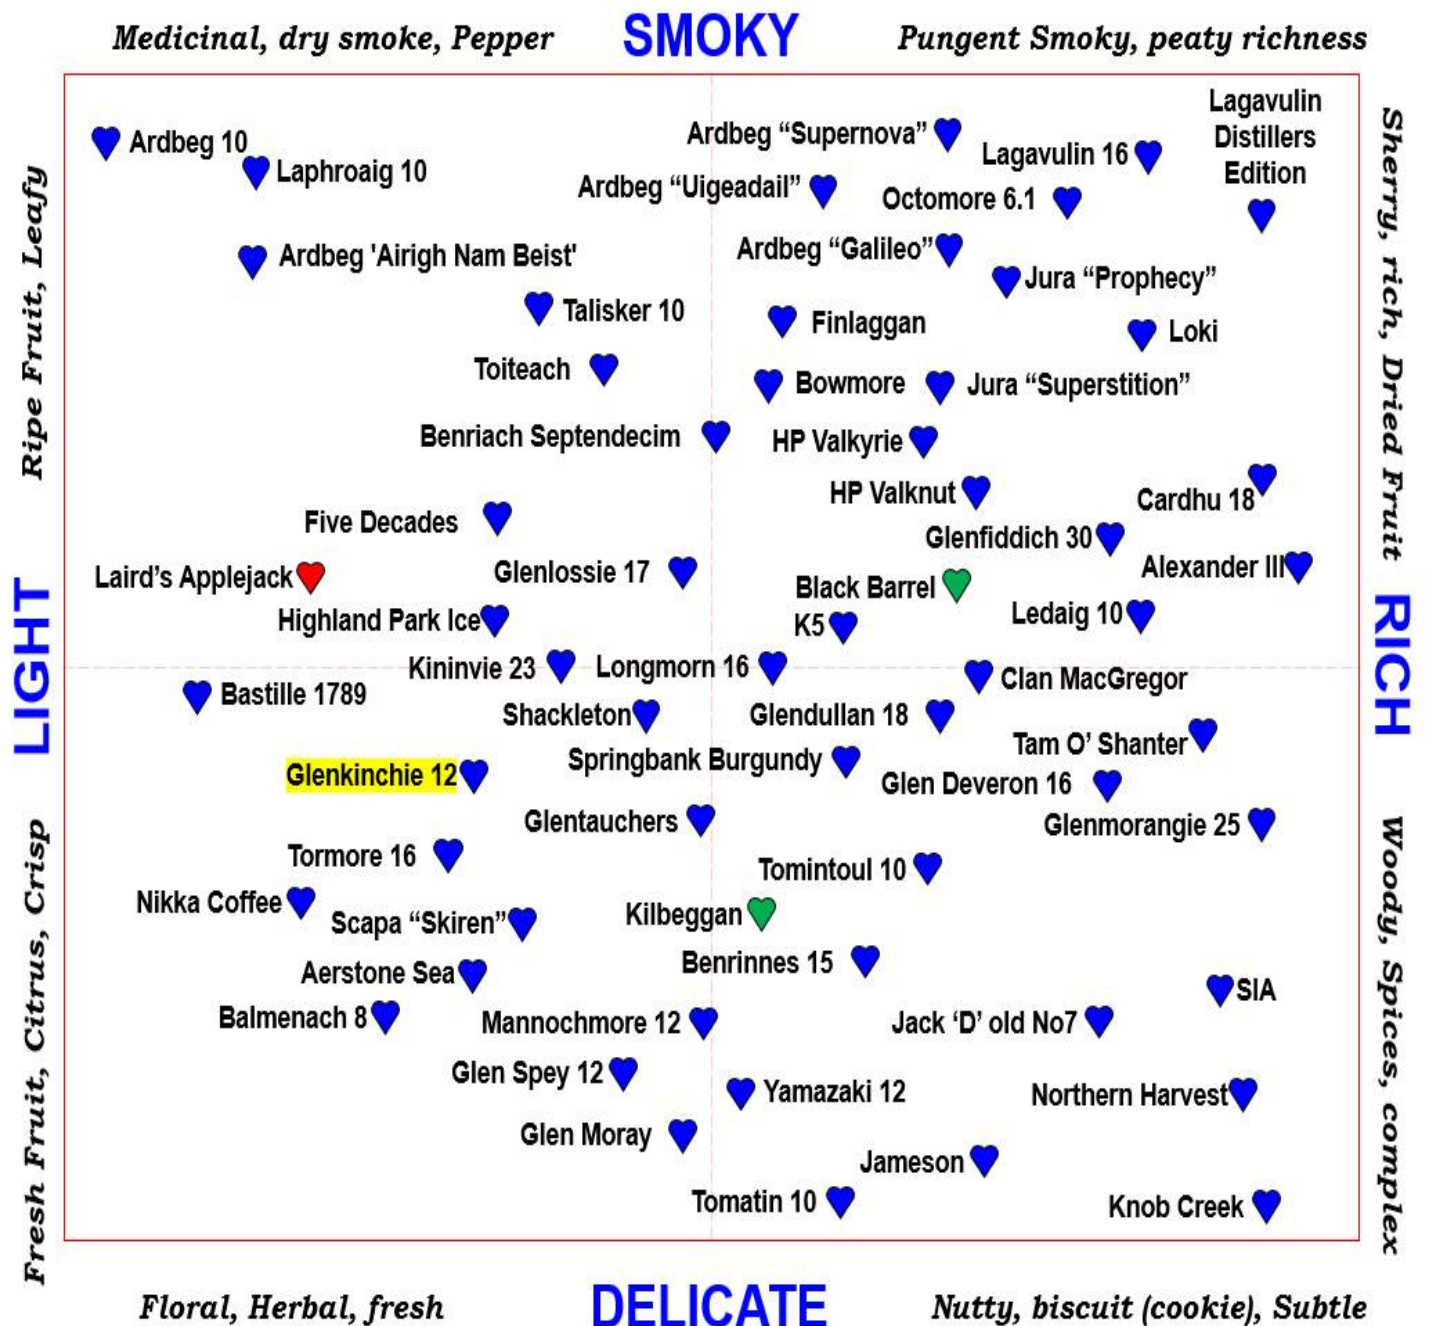 Medicinal, dry smoke, Pepper
SMOKY
Pungent Smoky, peaty richness
Ripe Fruit, Leafy
LIGHT
Fresh Fruit, Citrus, Crisp
Sherry, rich, Dried Fruit
RICH
Woody, Spices, complex
Lagavulin
Distillers
Edition
Ardbeg 10
Ardbeg “Supernova”
Lagavulin 16
Laphroaig 10
Ardbeg “Uigeadail”
Octomore 6.1
Ardbeg 'Airigh Nam Beist'
Ardbeg “Galileo”
Jura “Prophecy”
Talisker 10
Finlaggan
Loki
Toiteach
Bowmore
Jura “Superstition”
Benriach Septendecim
HP Valkyrie
HP Valknut
Cardhu 18
Five Decades
Glenfiddich 30
Laird’s Applejack
Glenlossie 17
Black Barrel
Alexander III
Highland Park Ice
K5
Ledaig 10
Kininvie 23
Longmorn 16
Clan MacGregor
Bastille 1789
Shackleton
Glendullan 18
Tam O’ Shanter
Glenkinchie 12
Springbank Burgundy
Glen Deveron 16
Glentauchers
Glenmorangie 25
Tormore 16
Tomintoul 10
Nikka Coffee
Scapa “Skiren”
Kilbeggan
Aerstone Sea
Benrinnes 15
SIA
Balmenach 8
Mannochmore 12
Jack ‘D’ old No7
Glen Spey 12
Yamazaki 12
Northern Harvest
Glen Moray
Jameson
Tomatin 10
Knob Creek
Floral, Herbal, fresh
DELICATE
Nutty, biscuit (cookie), Subtle